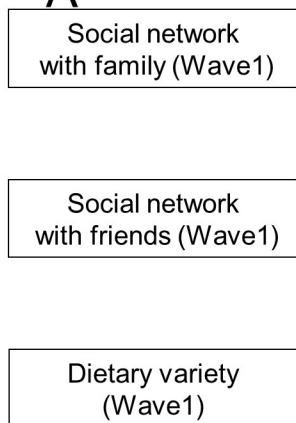 Social network
with family (Wave1)
Social network
with friends (Wave1)
Dietary variety
(Wave1)